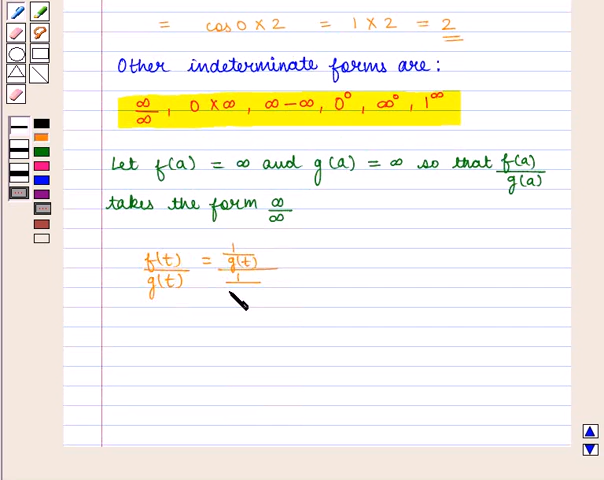 = cos 0 × 2 = 1 × 2 = 2
Other indeterminate forms are:
∞/∞, 0 × ∞, ∞ − ∞, 0⁰, ∞⁰, 1^∞
Let f(a) = ∞ and g(a) = ∞ so that f(a)/g(a)
takes the form ∞/∞
f(t)/g(t) = (1/g(t))/(1/